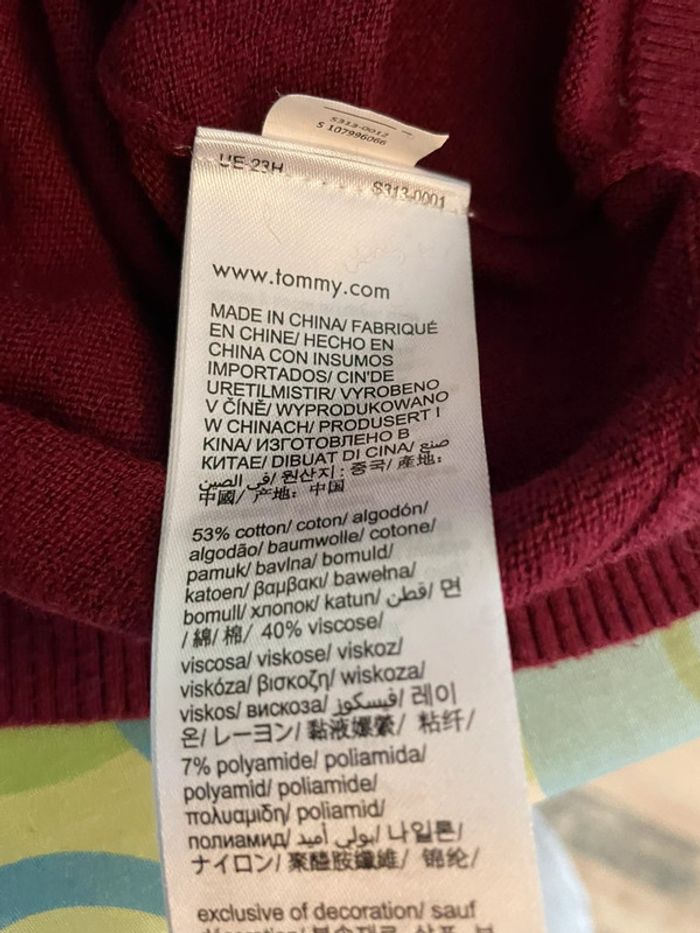 S313-0012
S 107996066
UE 23H
S313-0001
www.tommy.com
MADE IN CHINA/ FABRIQUÉ
EN CHINE/ HECHO EN
CHINA CON INSUMOS
IMPORTADOS/ CIN'DE
URETILMISTIR/ VYROBENO
V ČÍNĚ/ WYPRODUKOWANO
W CHINACH/ PRODUSERT I
KINA/ ИЗГОТОВЛЕНО В
КИТАЕ/ DIBUAT DI CINA/ صنع
في الصين/ 원산지 : 중국/ 產地:
中國/ 产地: 中国
53% cotton/ coton/ algodón/
algodão/ baumwolle/ cotone/
pamuk/ bavlna/ bomuld/
katoen/ βαμβακι/ bawełna/
bomull/ хлопок/ katun/ قطن/ 면
/ 綿/ 棉/ 40% viscose/
viscosa/ viskose/ viskoz/
viskóza/ βισκοζη/ wiskoza/
viskos/ вискоза/ فيسكوز/ 레이
온/ レーヨン/ 黏液嫘縈/ 粘纤/
7% polyamide/ poliamida/
polyamid/ poliamide/
πολυαμιδη/ poliamid/
полиамид/ بولي أميد/ 나일론/
ナイロン/ 聚醯胺纖維/ 锦纶/
exclusive of decoration/ sauf